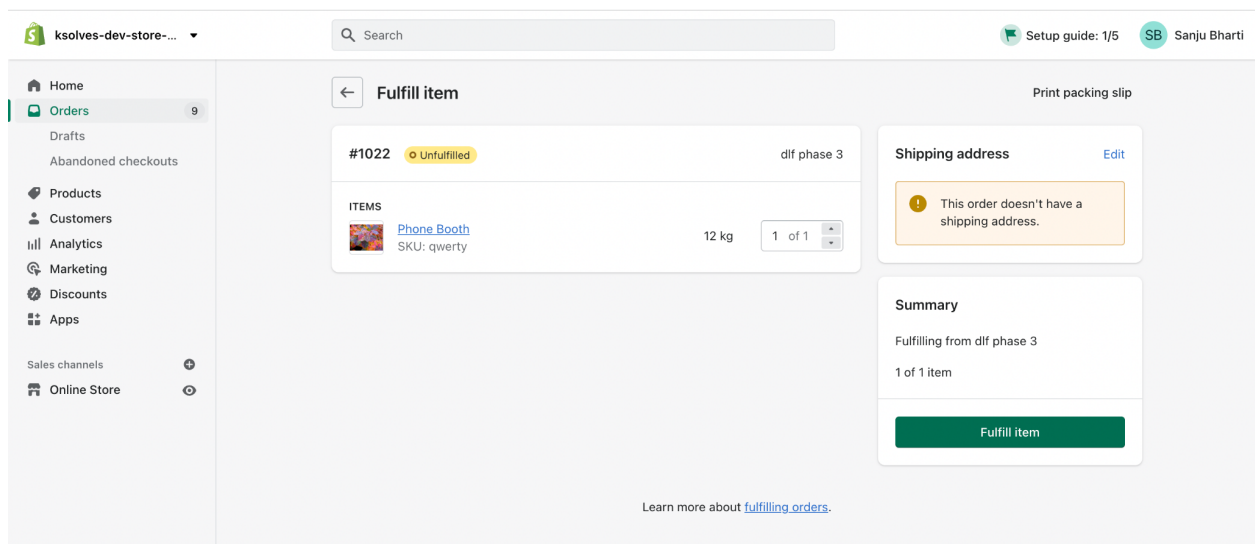 ksolves-dev-store-...
Search
Setup guide: 1/5
SB
Sanju Bharti
Home
Orders
9
Drafts
Abandoned checkouts
Products
Customers
Analytics
Marketing
Discounts
Apps
Sales channels
Online Store
Fulfill item
Print packing slip
#1022
Unfulfilled
dlf phase 3
ITEMS
Phone Booth
SKU: qwerty
12 kg
1 of 1
Shipping address
Edit
This order doesn't have a
shipping address.
Summary
Fulfilling from dlf phase 3
1 of 1 item
Fulfill item
Learn more about fulfilling orders.